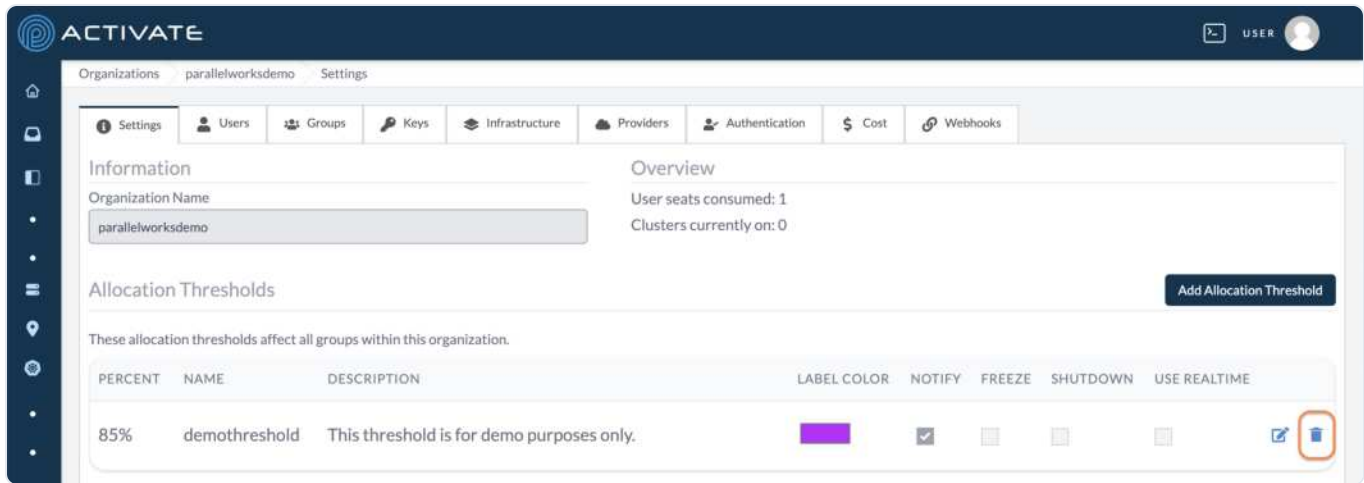 ACTIVATE
USER
Organizations parallelworksdemo Settings
Settings Users Groups Keys Infrastructure Providers Authentication $ Cost Webhooks
Information
Organization Name
parallelworksdemo
Overview
User seats consumed: 1
Clusters currently on: 0
Allocation Thresholds
Add Allocation Threshold
These allocation thresholds affect all groups within this organization.
PERCENT NAME DESCRIPTION LABEL COLOR NOTIFY FREEZE SHUTDOWN USE REALTIME
85% demothreshold This threshold is for demo purposes only.